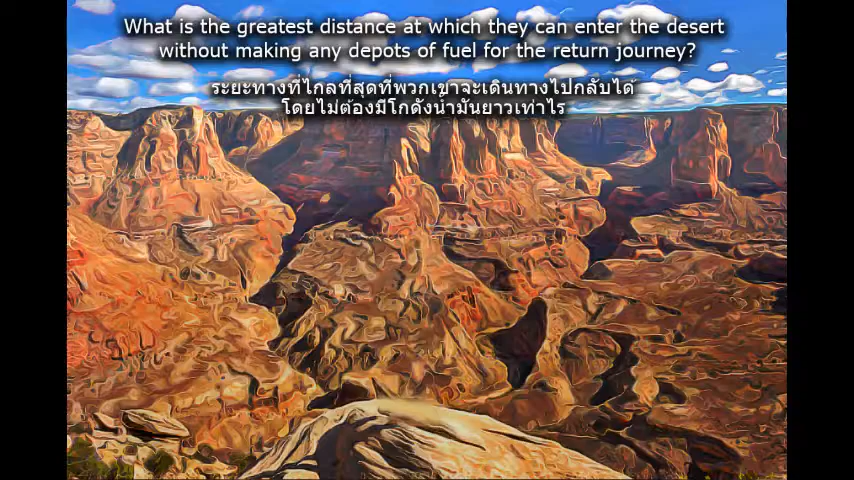 What is the greatest distance at which they can enter the desert
without making any depots of fuel for the return journey?
ระยะทางที่ไกลที่สุดที่พวกเขาจะเดินทางไปกลับได้
โดยไม่ต้องมีโกดังน้ำมันยาวเท่าไร